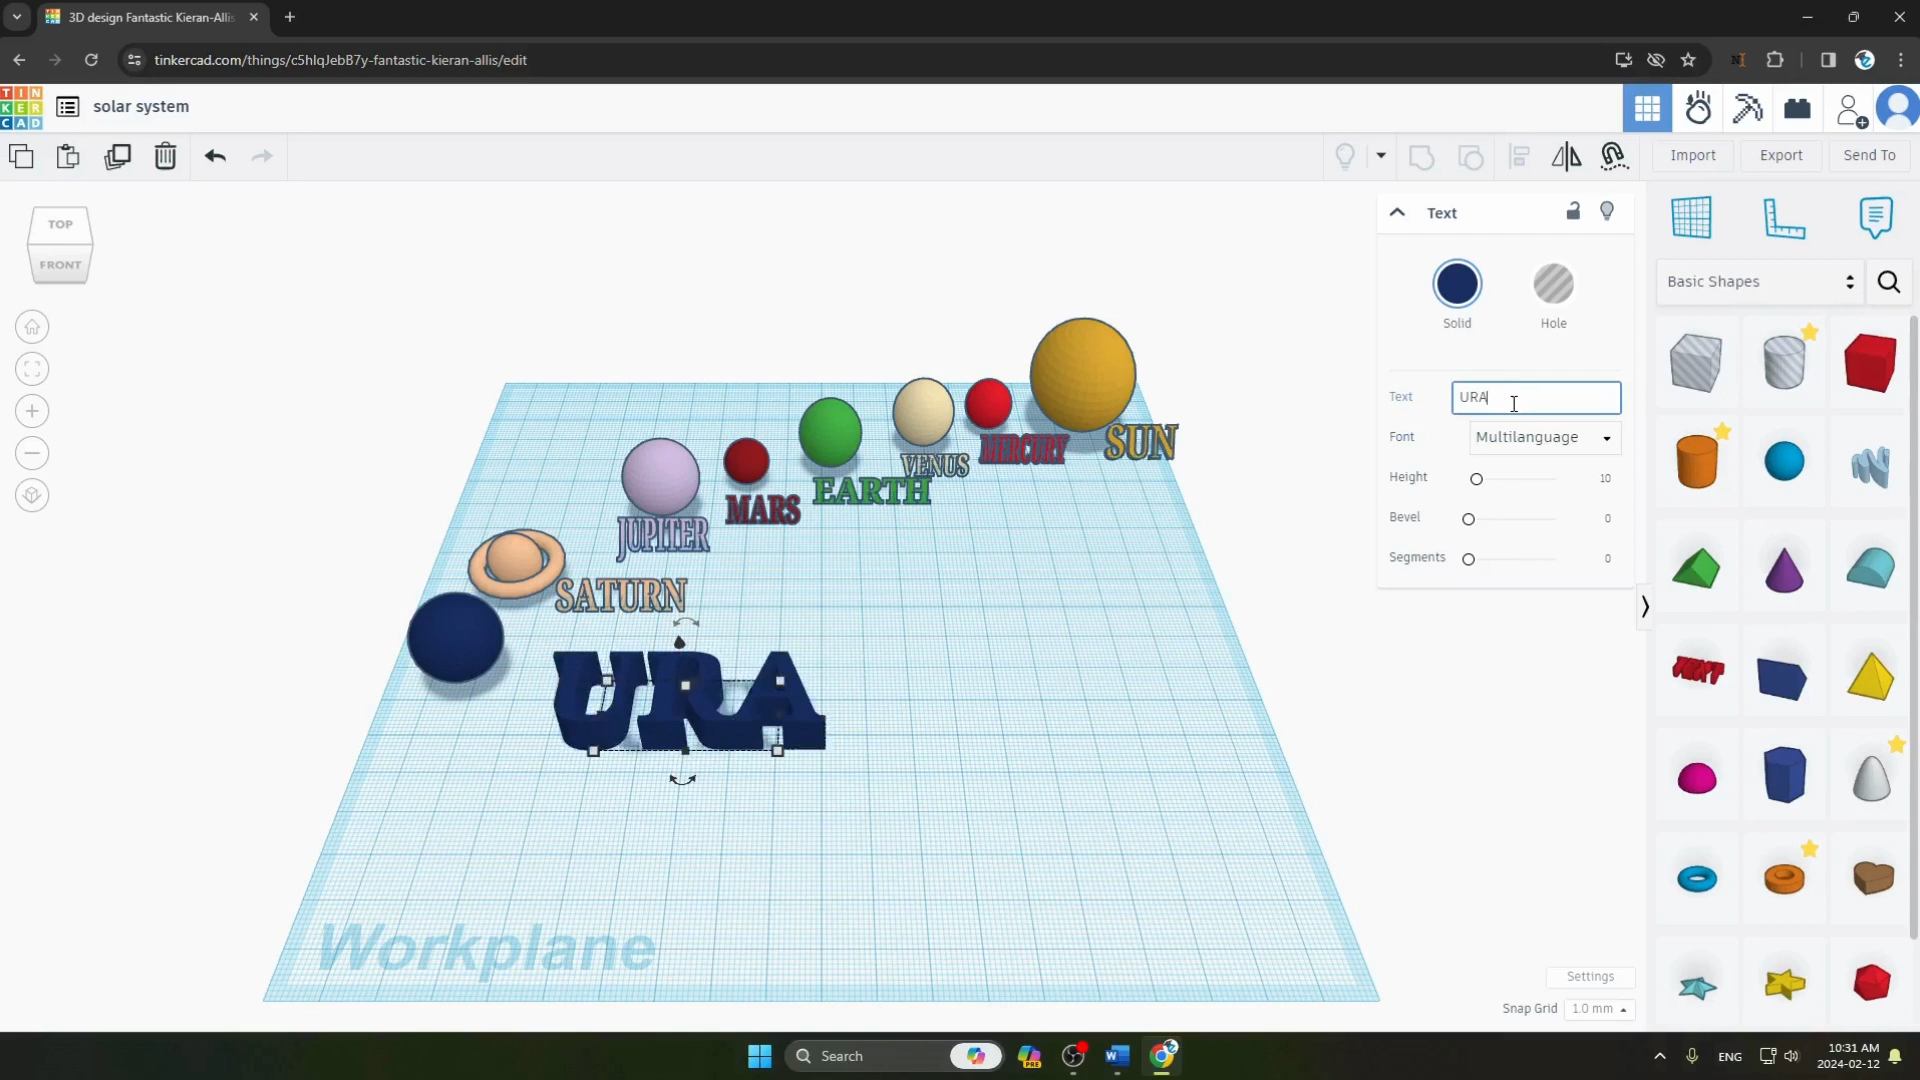 3D design Fantastic Kieran-Allis
tinkercad.com/things/c5hlqJebB7y-fantastic-kieran-allis/edit
TIN
KER
CAD
solar system
Import
Export
Send To
TOP
FRONT
Text
Solid
Hole
Text
URA
Font
Multilanguage
Height
10
Bevel
0
Segments
0
Basic Shapes
SUN
MERCURY
VENUS
EARTH
MARS
JUPITER
SATURN
URA
TEXT
Workplane
Settings
Snap Grid
1.0 mm
Search
PRE
ENG
10:31 AM
2024-02-12